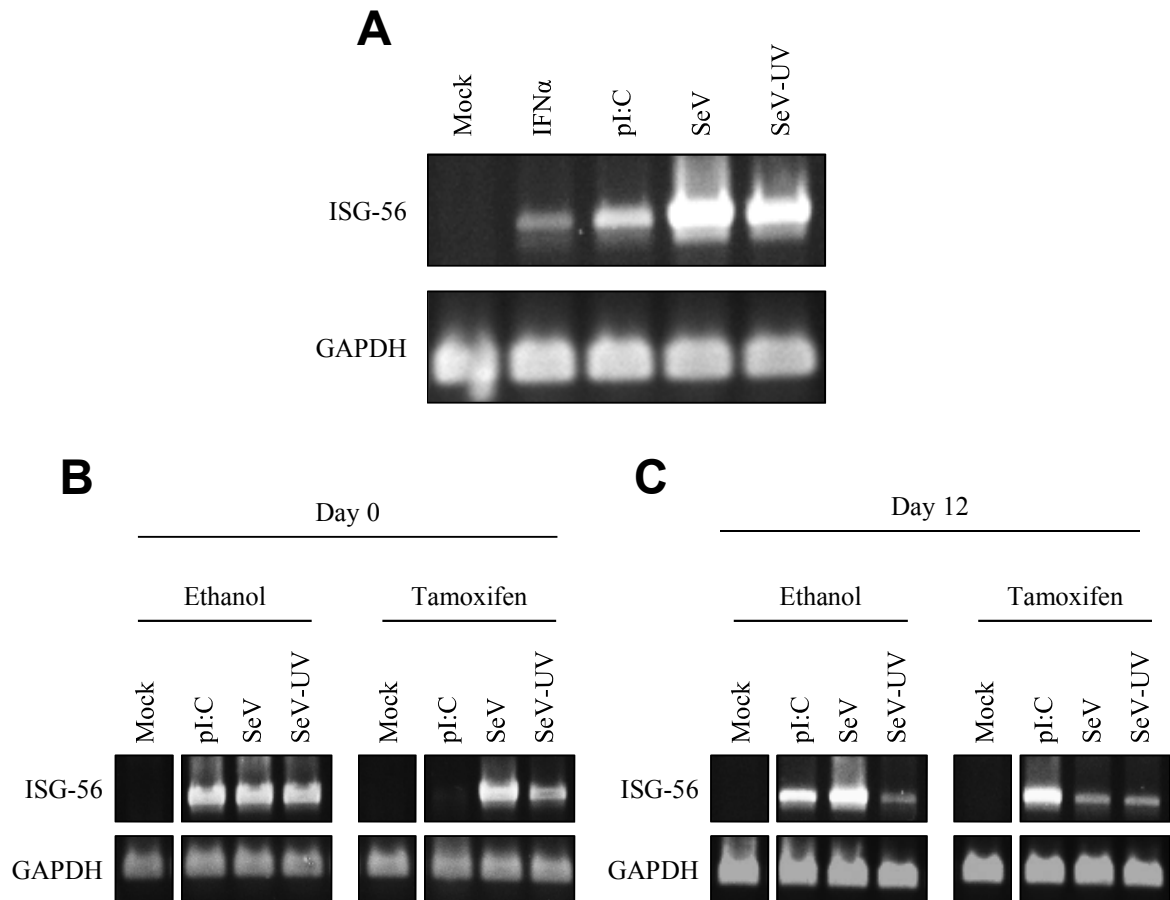 A
Mock IFNα pI:C SeV SeV-UV
ISG-56
GAPDH
B
Day 0
Ethanol Tamoxifen
Mock pI:C SeV SeV-UV Mock pI:C SeV SeV-UV
ISG-56
GAPDH
C
Day 12
Ethanol Tamoxifen
Mock pI:C SeV SeV-UV Mock pI:C SeV SeV-UV
ISG-56
GAPDH